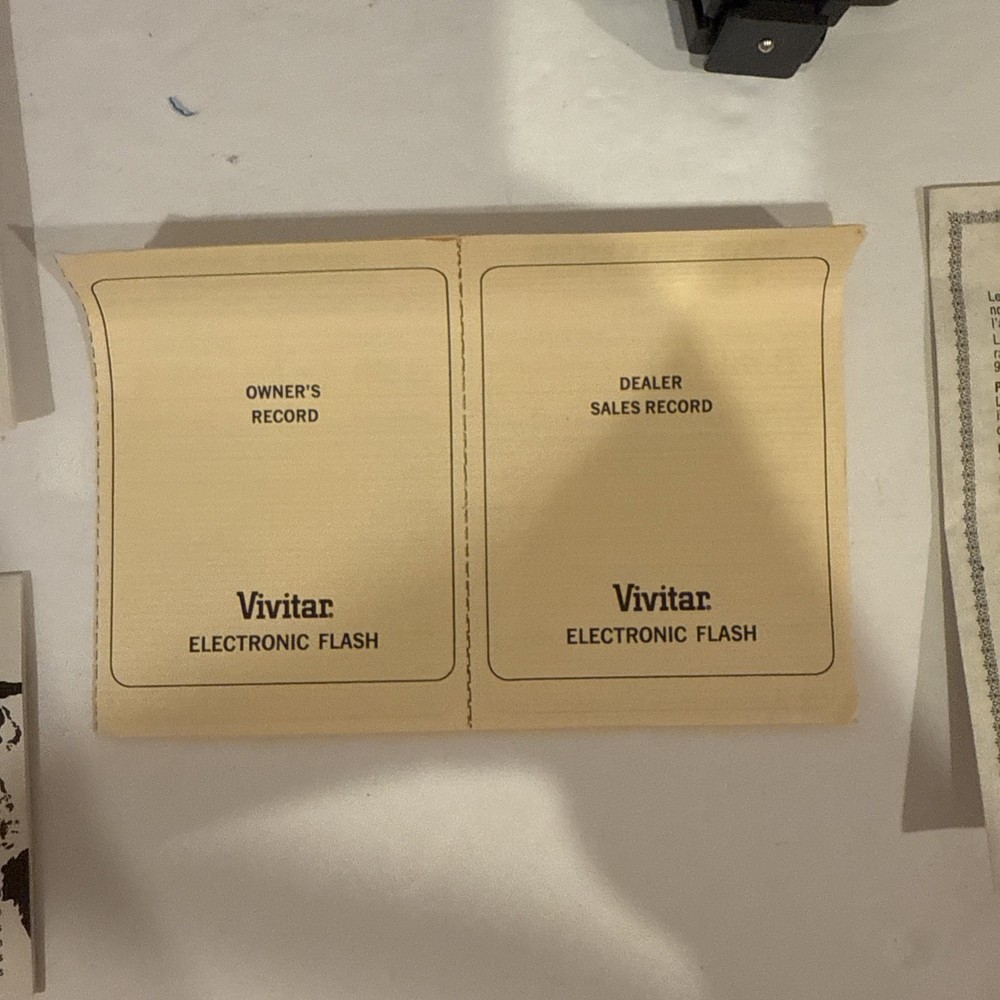 OWNER'S
RECORD
Vivitar®
ELECTRONIC FLASH
DEALER
SALES RECORD
Vivitar®
ELECTRONIC FLASH